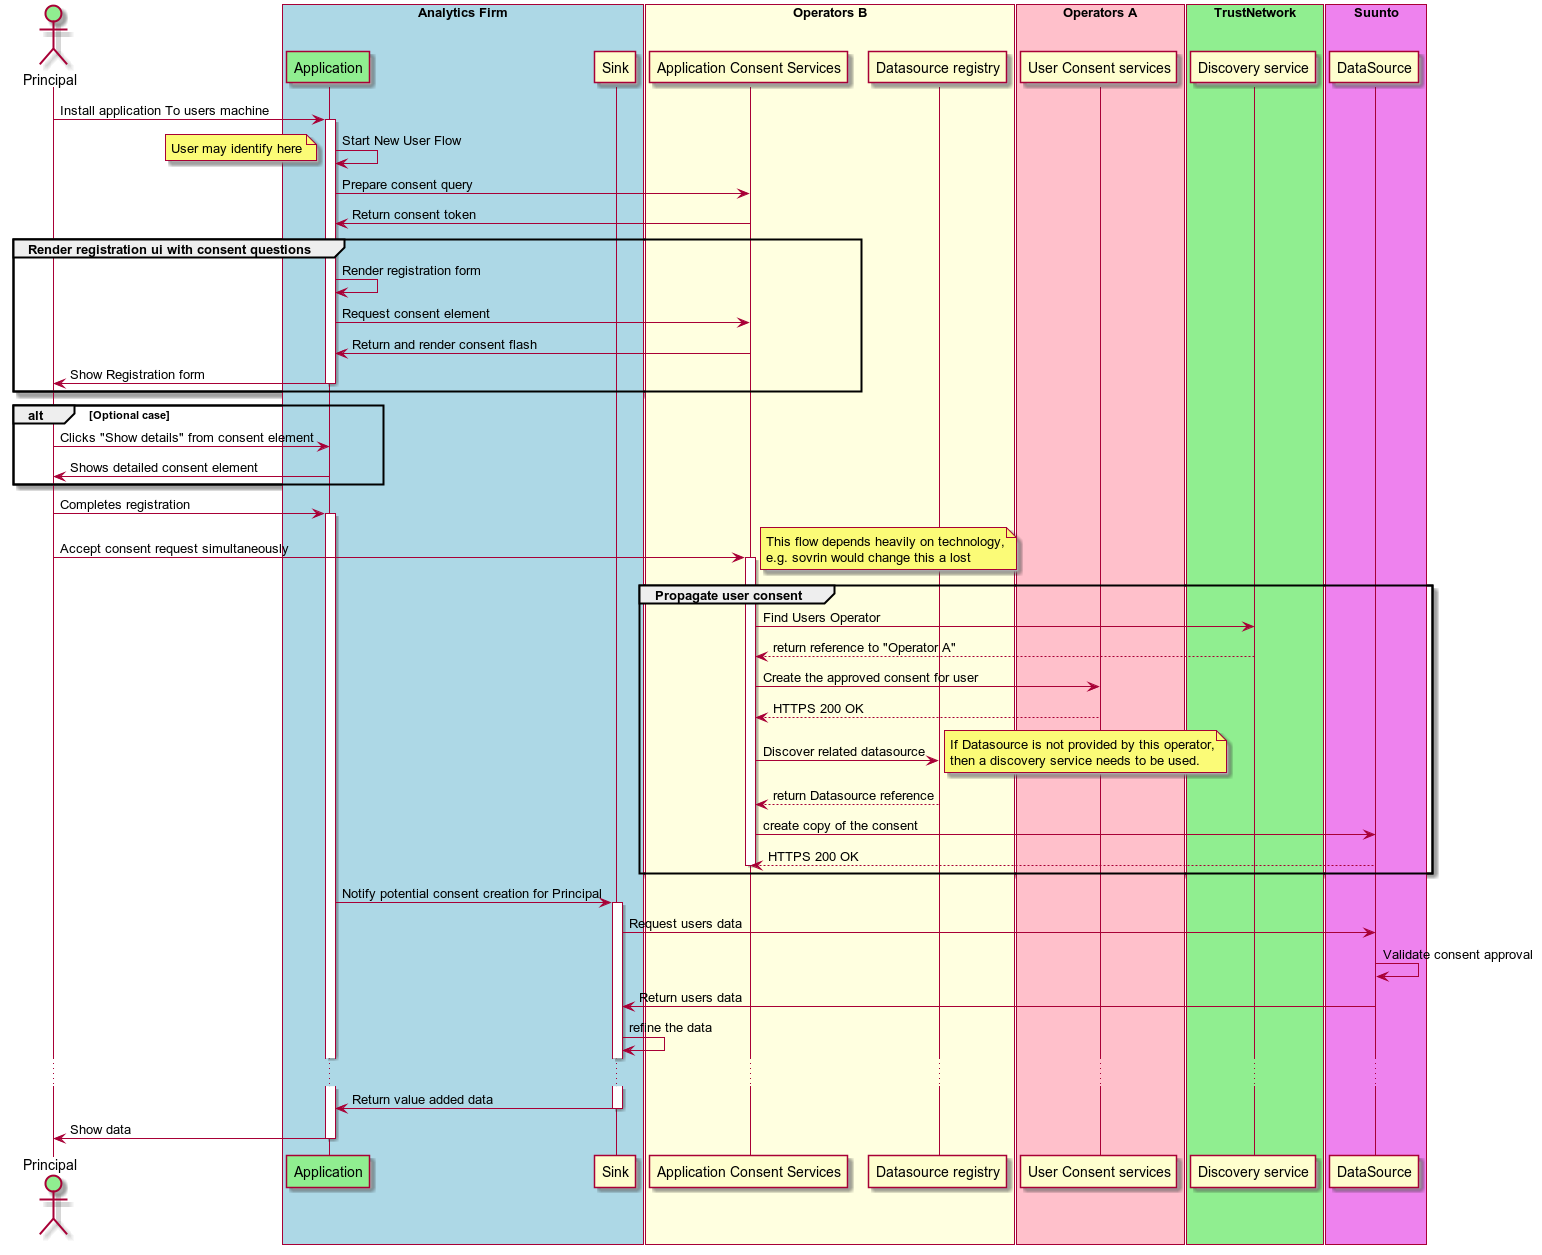 Analytics Firm
Operators B
Operators A
TrustNetwork
Suunto
Principal
Application
Sink
Application Consent Services
Datasource registry
User Consent services
Discovery service
DataSource
Install application To users machine
User may identify here
Start New User Flow
Prepare consent query
Return consent token
Render registration ui with consent questions
Render registration form
Request consent element
Return and render consent flash
Show Registration form
alt
[Optional case]
Clicks "Show details" from consent element
Shows detailed consent element
Completes registration
Accept consent request simultaneously
This flow depends heavily on technology,
e.g. sovrin would change this a lost
Propagate user consent
Find Users Operator
return reference to "Operator A"
Create the approved consent for user
HTTPS 200 OK
Discover related datasource
If Datasource is not provided by this operator,
then a discovery service needs to be used.
return Datasource reference
create copy of the consent
HTTPS 200 OK
Notify potential consent creation for Principal
Request users data
Validate consent approval
Return users data
refine the data
Return value added data
Show data
Principal
Application
Sink
Application Consent Services
Datasource registry
User Consent services
Discovery service
DataSource